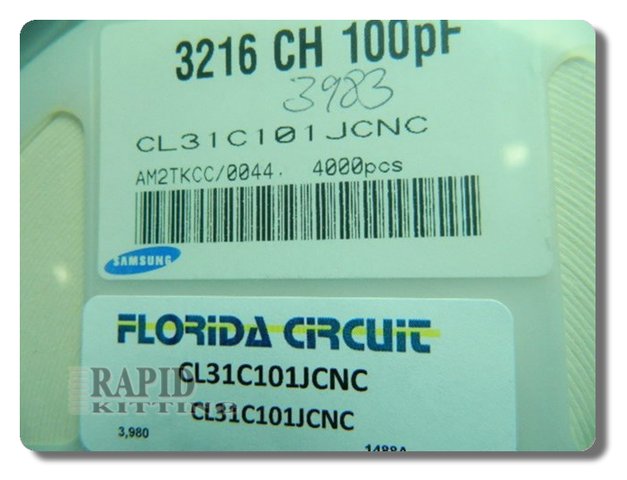 3216 CH 100pF
3983
CL31C101JCNC
AM2TKCC/0044. 4000pcs
SAMSUNG
FLORIDA CIRCUIT
CL31C101JCNC
RAPID
CL31C101JCNC
KITTING
3,980
1488A